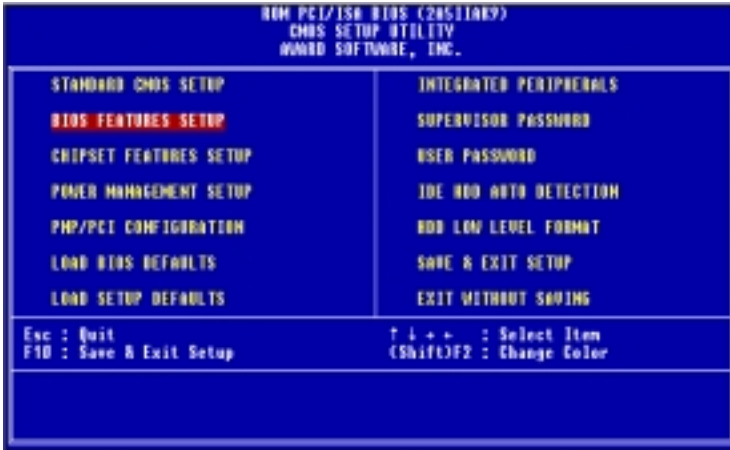 ROM PCI/ISA BIOS (2A5IIAK9)
CMOS SETUP UTILITY
AWARD SOFTWARE, INC.
STANDARD CMOS SETUP
BIOS FEATURES SETUP
CHIPSET FEATURES SETUP
POWER MANAGEMENT SETUP
PNP/PCI CONFIGURATION
LOAD BIOS DEFAULTS
LOAD SETUP DEFAULTS
INTEGRATED PERIPHERALS
SUPERVISOR PASSWORD
USER PASSWORD
IDE HDD AUTO DETECTION
HDD LOW LEVEL FORMAT
SAVE & EXIT SETUP
EXIT WITHOUT SAVING
Esc : Quit
F10 : Save & Exit Setup
↑ ↓ → ← : Select Item
(Shift)F2 : Change Color